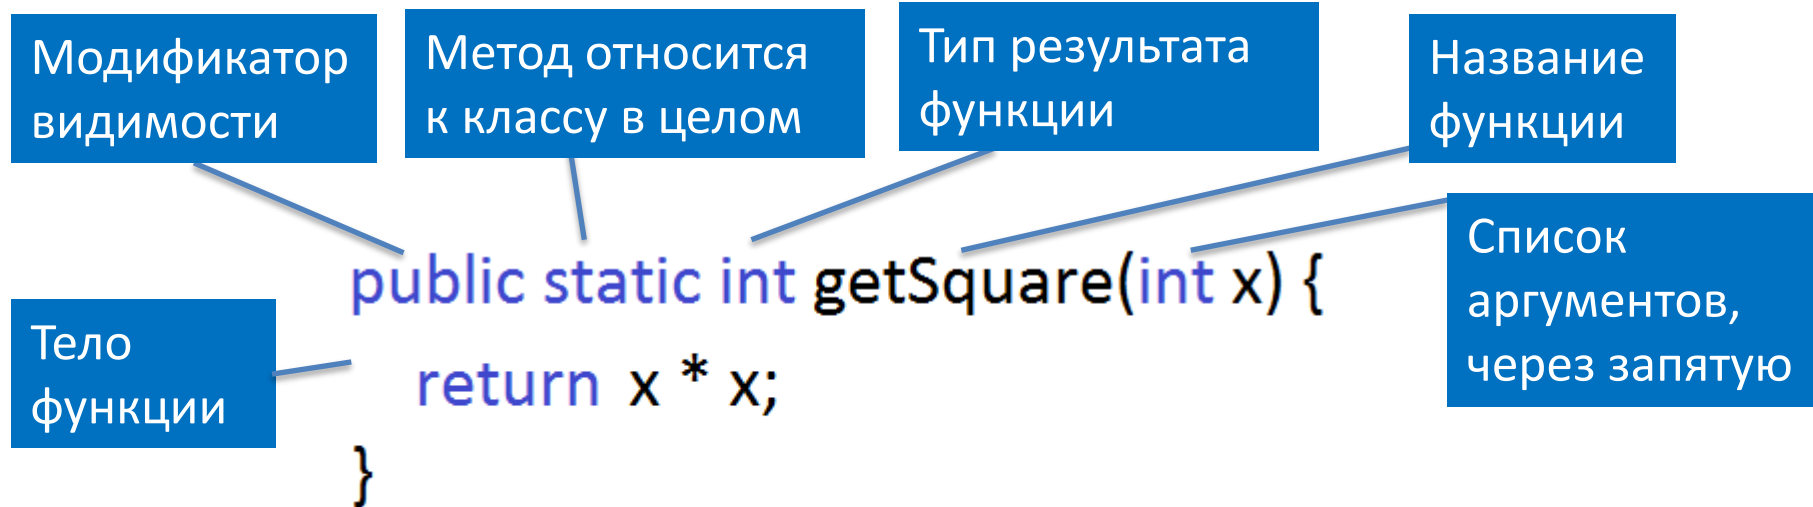 Модификатор
видимости
Метод относится
к классу в целом
Тип результата
функции
Название
функции
Список
аргументов,
через запятую
Тело
функции
public static int getSquare(int x) {
return x * x;
}